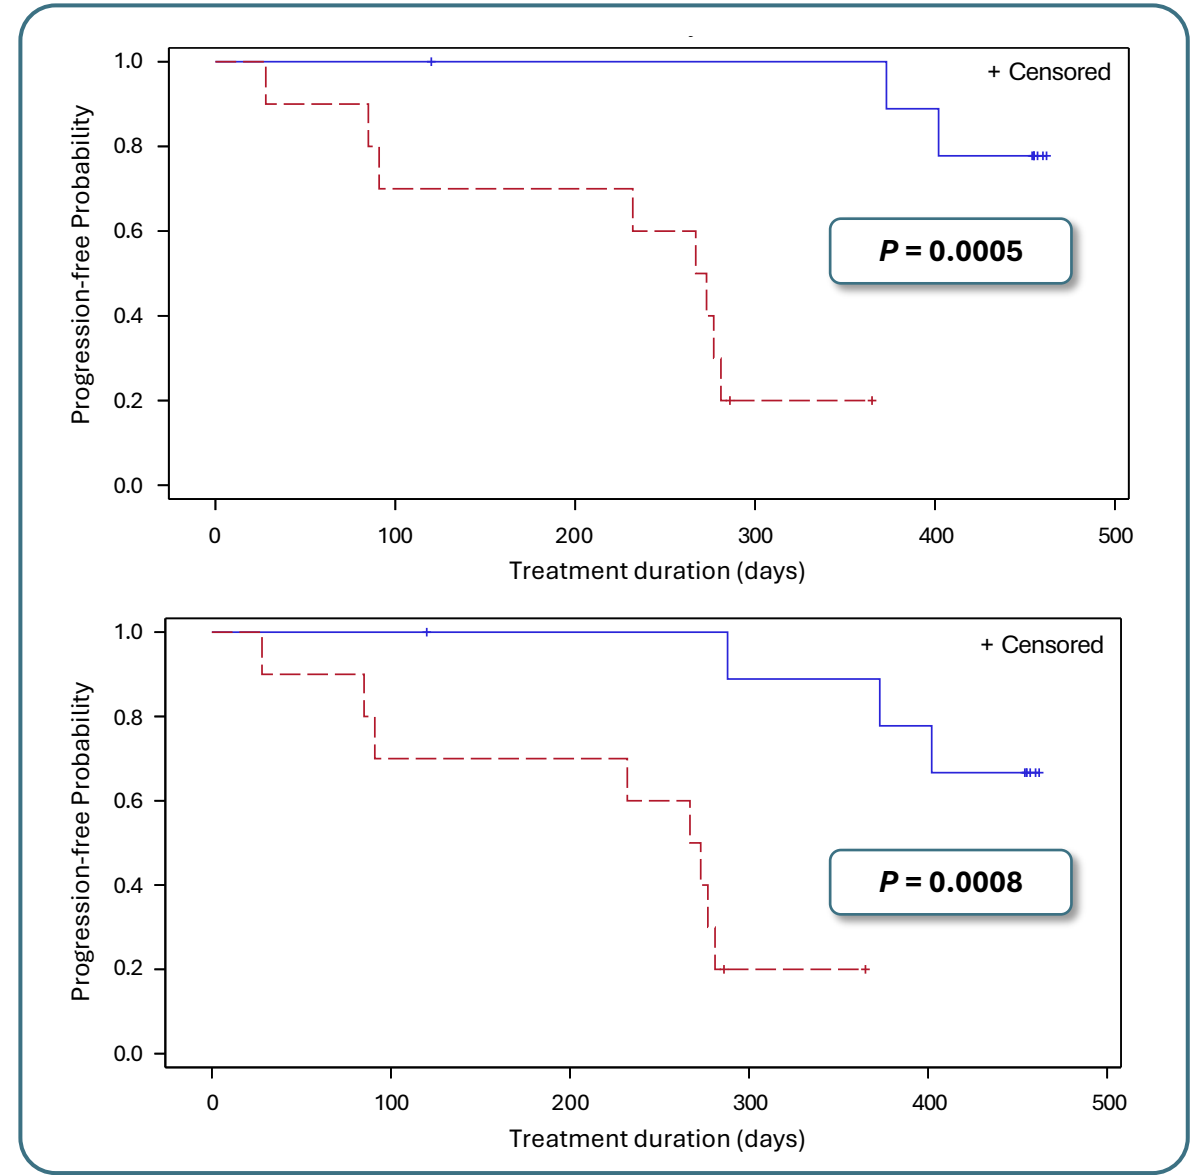 1.0
+ Censored
0.8
0.6
P = 0.0005
0.4
0.2
0.0
Progression-free Probability
0 100 200 300 400 500
Treatment duration (days)
1.0
+ Censored
0.8
0.6
0.4
P = 0.0008
0.2
0.0
Progression-free Probability
0 100 200 300 400 500
Treatment duration (days)